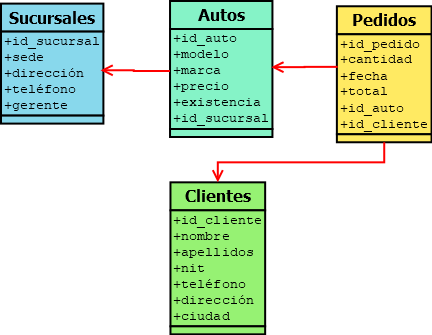 Sucursales
+id_sucursal
+sede
+dirección
+teléfono
+gerente
Autos
+id_auto
+modelo
+marca
+precio
+existencia
+id_sucursal
Pedidos
+id_pedido
+cantidad
+fecha
+total
+id_auto
+id_cliente
Clientes
+id_cliente
+nombre
+apellidos
+nit
+teléfono
+dirección
+ciudad